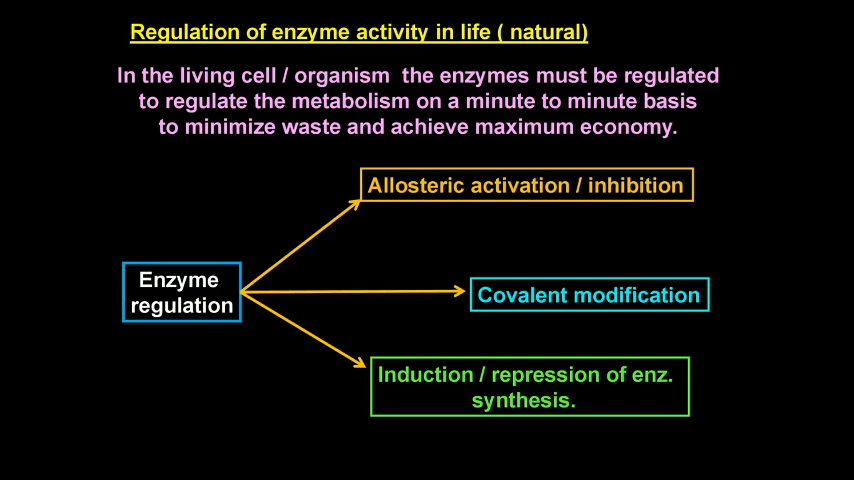 Regulation of enzyme activity in life ( natural)
In the living cell / organism the enzymes must be regulated
to regulate the metabolism on a minute to minute basis
to minimize waste and achieve maximum economy.
Allosteric activation / inhibition
Enzyme
regulation
Covalent modification
Induction / repression of enz.
synthesis.